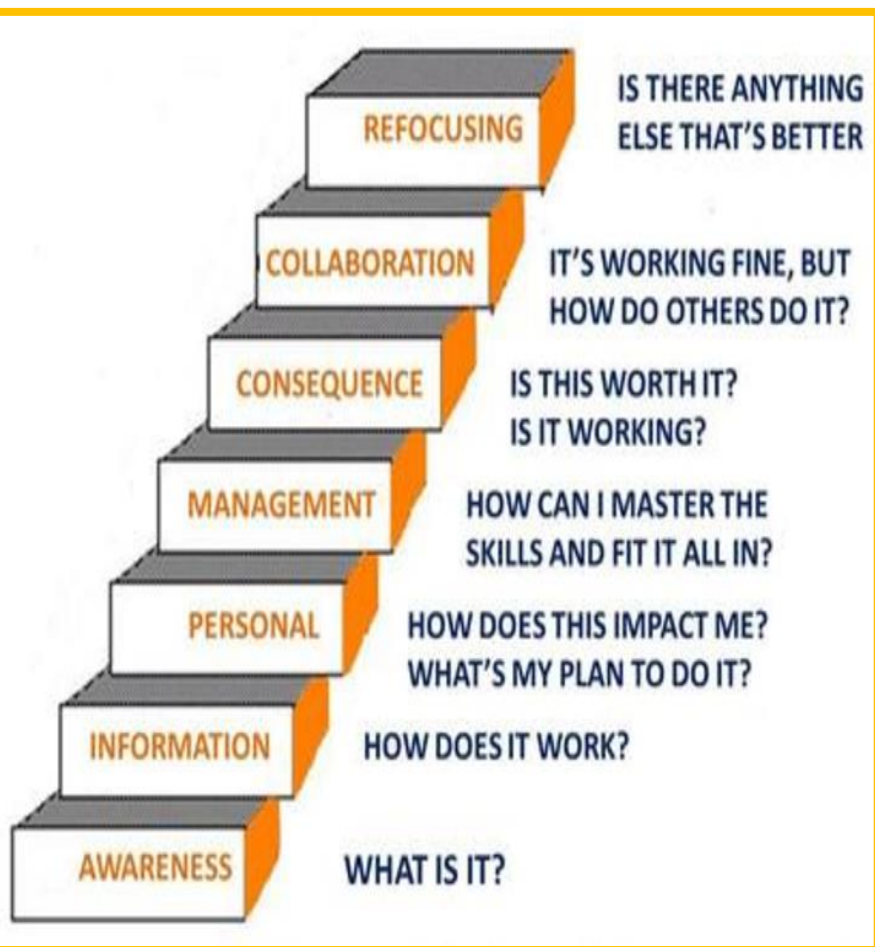 REFOCUSING
IS THERE ANYTHING
ELSE THAT'S BETTER
COLLABORATION
IT'S WORKING FINE, BUT
HOW DO OTHERS DO IT?
CONSEQUENCE
IS THIS WORTH IT?
IS IT WORKING?
MANAGEMENT
HOW CAN I MASTER THE
SKILLS AND FIT IT ALL IN?
PERSONAL
HOW DOES THIS IMPACT ME?
WHAT'S MY PLAN TO DO IT?
INFORMATION
HOW DOES IT WORK?
AWARENESS
WHAT IS IT?